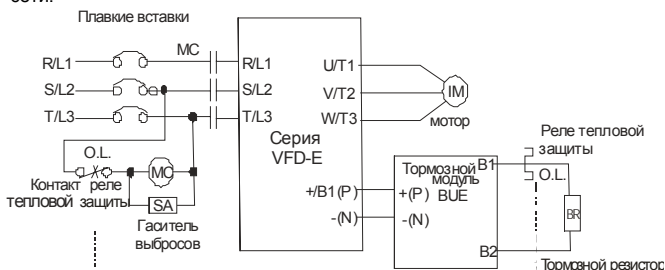 сети.
Плавкие вставки
MC
R/L1 R/L1 U/T1
S/L2 S/L2 V/T2 IM
T/L3 T/L3 W/T3
мотор
Серия
VFD-E
O.L.
MC
Контакт реле
тепловой защиты
SA
Гаситель
выбросов
+/B1(P) +(P)
-(N) -(N)
Тормозной
модуль
BUE
B1
B2
Реле тепловой
защиты
O.L.
BR
Тормозной резистор